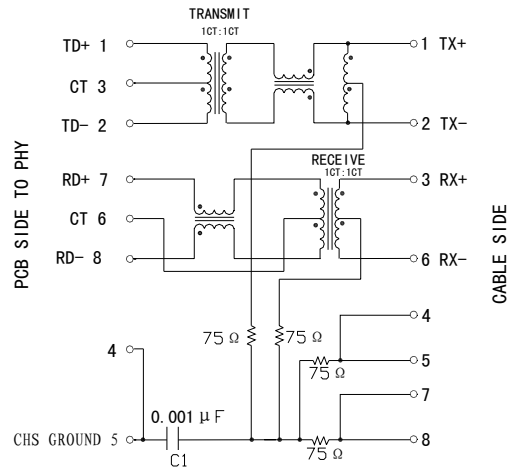 TRANSMIT
1CT:1CT
TD+ 1
1 TX+
CT 3
TD- 2
2 TX-
RECEIVE
1CT:1CT
RD+ 7
3 RX+
CT 6
RD- 8
6 RX-
PCB SIDE TO PHY
CABLE SIDE
75 Ω
75 Ω
4
4
5
75 Ω
7
0.001 μF
CHS GROUND 5
8
C1
75 Ω